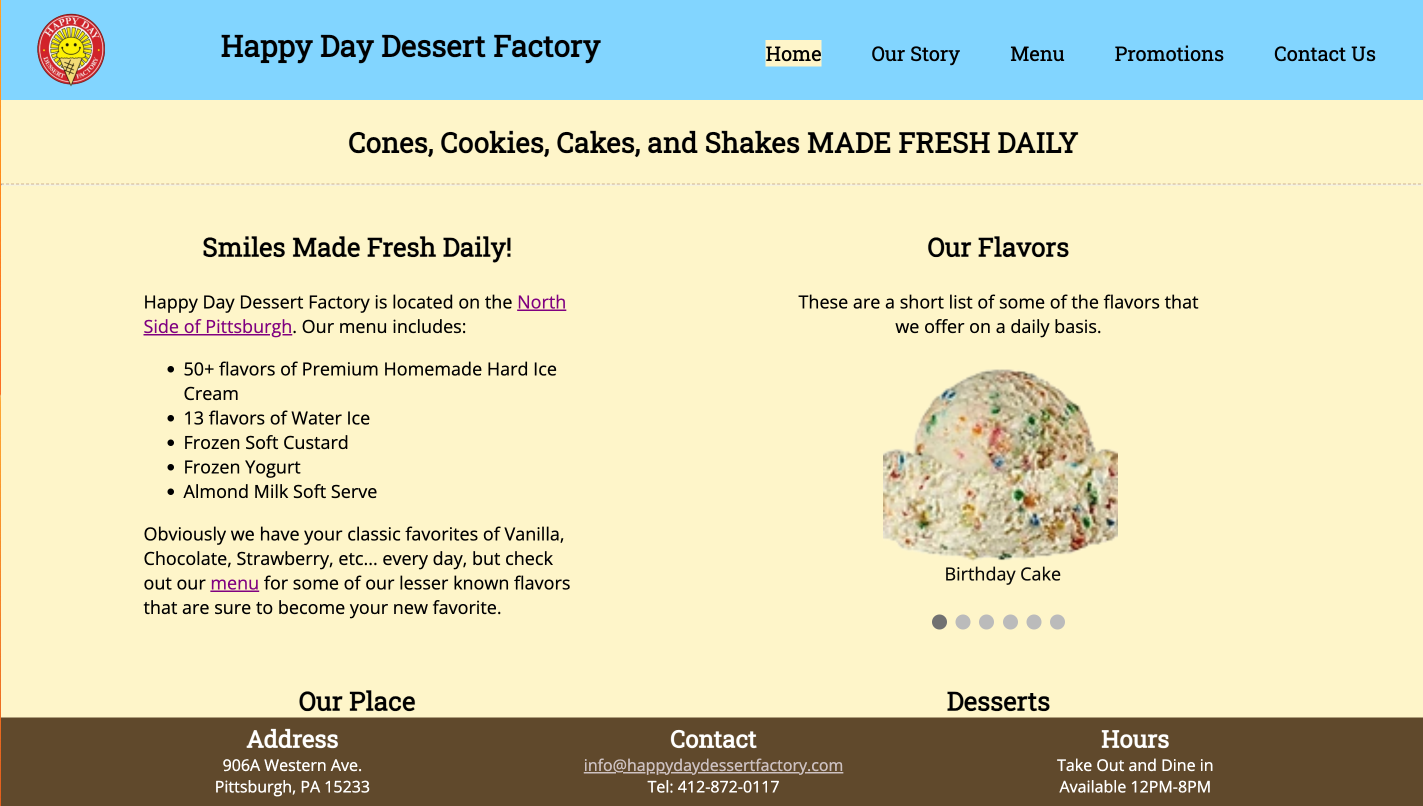 HAPPY DAY
DESSERT FACTORY
Happy Day Dessert Factory
Home
Our Story
Menu
Promotions
Contact Us
Cones, Cookies, Cakes, and Shakes MADE FRESH DAILY
Smiles Made Fresh Daily!
Happy Day Dessert Factory is located on the North
Side of Pittsburgh. Our menu includes:
50+ flavors of Premium Homemade Hard Ice
Cream
13 flavors of Water Ice
Frozen Soft Custard
Frozen Yogurt
Almond Milk Soft Serve
Obviously we have your classic favorites of Vanilla,
Chocolate, Strawberry, etc... every day, but check
out our menu for some of our lesser known flavors
that are sure to become your new favorite.
Our Flavors
These are a short list of some of the flavors that
we offer on a daily basis.
Birthday Cake
Our Place
Desserts
Address
906A Western Ave.
Pittsburgh, PA 15233
Contact
info@happydaydessertfactory.com
Tel: 412-872-0117
Hours
Take Out and Dine in
Available 12PM-8PM